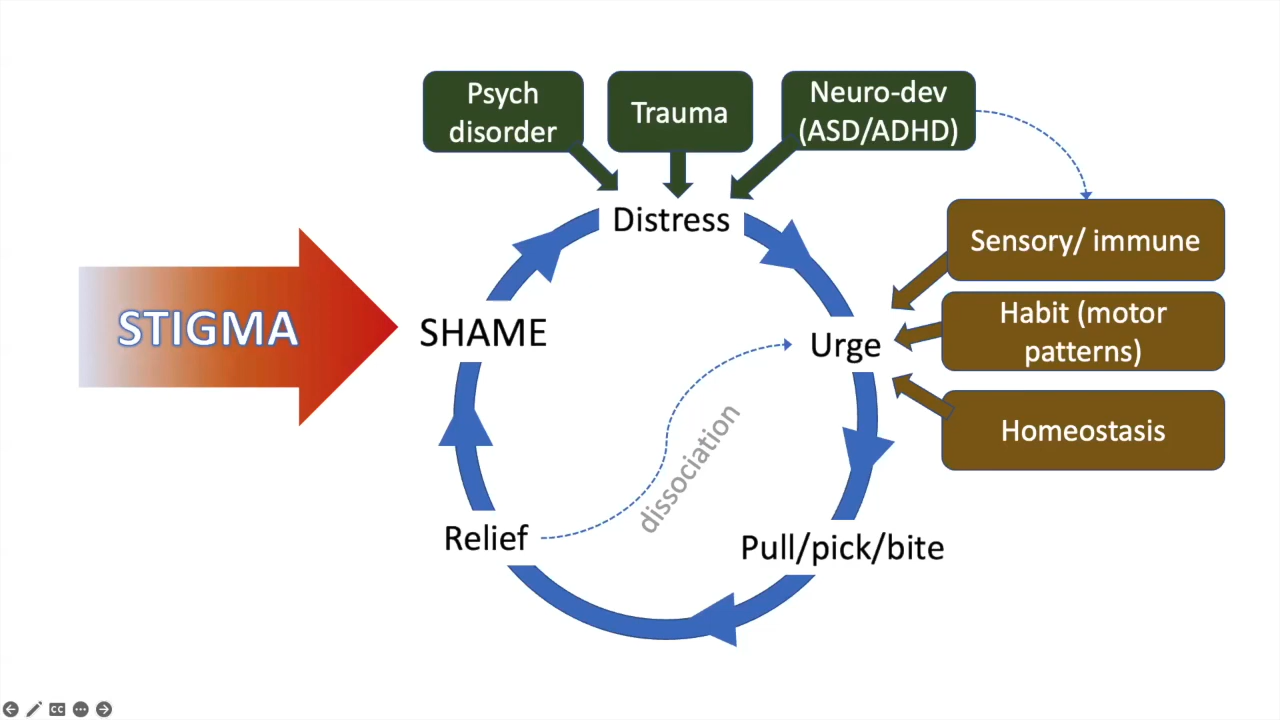 Psych
disorder
Trauma
Neuro-dev
(ASD/ADHD)
Distress
Sensory/ immune
Habit (motor
patterns)
Homeostasis
STIGMA
SHAME
Urge
dissociation
Relief
Pull/pick/bite
CC